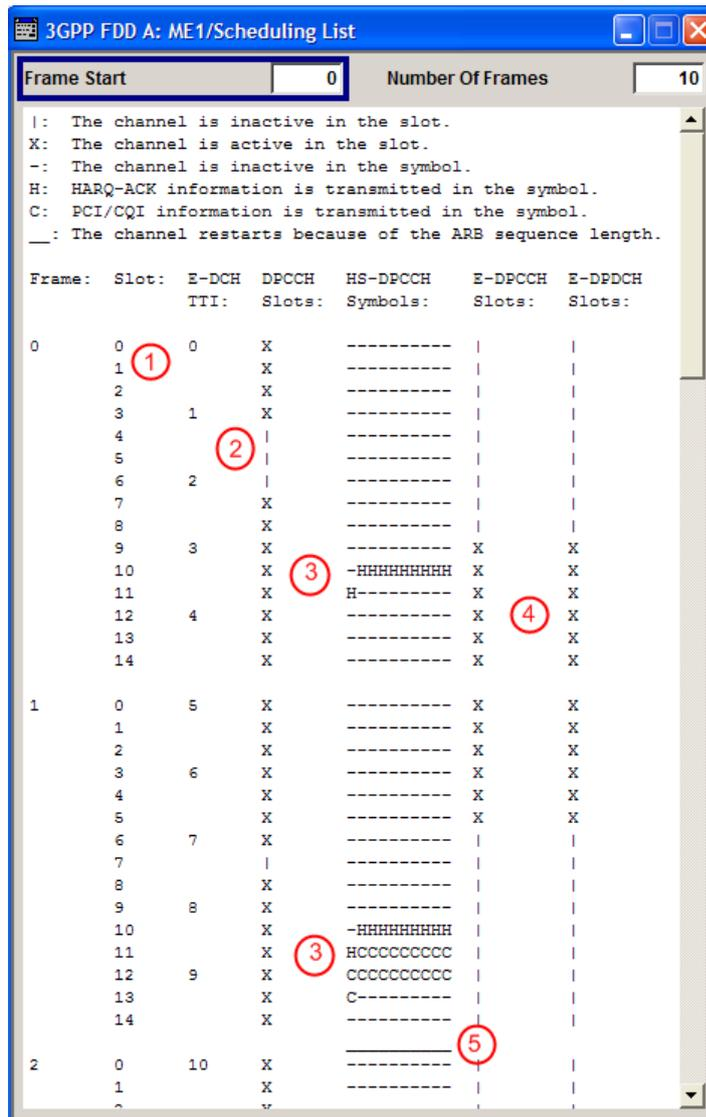 3GPP FDD A: ME1/Scheduling List
Frame Start 0 Number Of Frames 10
|: The channel is inactive in the slot.
X: The channel is active in the slot.
-: The channel is inactive in the symbol.
H: HARQ-ACK information is transmitted in the symbol.
C: PCI/CQI information is transmitted in the symbol.
__: The channel restarts because of the ARB sequence length.
Frame: Slot: E-DCH DPCCH HS-DPCCH E-DPCCH E-DPDCH
TTI: Slots: Symbols: Slots: Slots:
0 0 0 X ---------- | |
1
1 X ---------- | |
2 X ---------- | |
3 1 X ---------- | |
4 | ---------- | |
2
5 | ---------- | |
6 2 | ---------- | |
7 X ---------- | |
8 X ---------- | |
9 3 X ---------- X X
10 X 3 -HHHHHHHHH X X
11 X H--------- X X
12 4 X ---------- X 4 X
13 X ---------- X X
14 X ---------- X X
1 0 5 X ---------- X X
1 X ---------- X X
2 X ---------- X X
3 6 X ---------- X X
4 X ---------- X X
5 X ---------- X X
6 7 X ---------- | |
7 | ---------- | |
8 X ---------- | |
9 8 X ---------- | |
10 X -HHHHHHHHH | |
11 X 3 HCCCCCCCCC | |
12 9 X CCCCCCCCCC | |
13 X C--------- | |
14 X ---------- | |
__________ 5
2 0 10 X ---------- | |
1 X ---------- | |